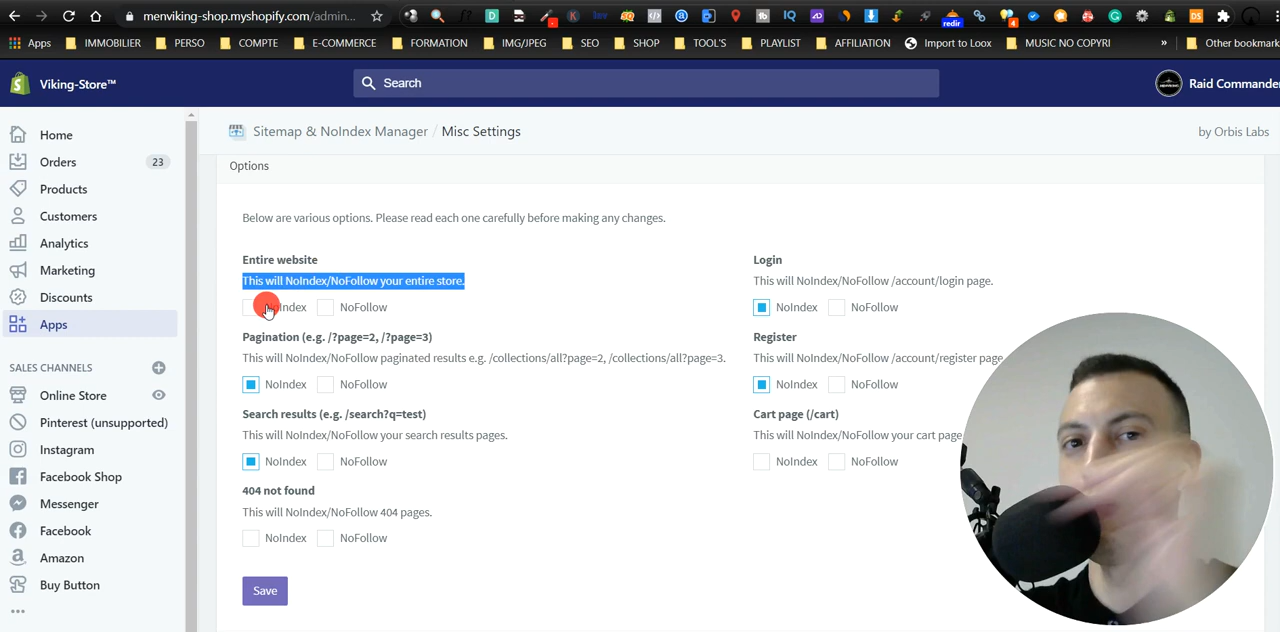 menviking-shop.myshopify.com/admin...
Apps IMMOBILIER PERSO COMPTE E-COMMERCE FORMATION IMG/JPEG SEO SHOP TOOL'S PLAYLIST AFFILIATION Import to Loox MUSIC NO COPYRI » Other bookmark
Viking-Store™ Search Raid Commander
Sitemap & NoIndex Manager / Misc Settings by Orbis Labs
Home
Orders 23
Products
Customers
Analytics
Marketing
Discounts
Apps
SALES CHANNELS
Online Store
Pinterest (unsupported)
Instagram
Facebook Shop
Messenger
Facebook
Amazon
Buy Button
Options
Below are various options. Please read each one carefully before making any changes.
Entire website
This will NoIndex/NoFollow your entire store.
NoIndex NoFollow
Pagination (e.g. /?page=2, /?page=3)
This will NoIndex/NoFollow paginated results e.g. /collections/all?page=2, /collections/all?page=3.
NoIndex NoFollow
Search results (e.g. /search?q=test)
This will NoIndex/NoFollow your search results pages.
NoIndex NoFollow
404 not found
This will NoIndex/NoFollow 404 pages.
NoIndex NoFollow
Save
Login
This will NoIndex/NoFollow /account/login page.
NoIndex NoFollow
Register
This will NoIndex/NoFollow /account/register page
NoIndex NoFollow
Cart page (/cart)
This will NoIndex/NoFollow your cart page
NoIndex NoFollow